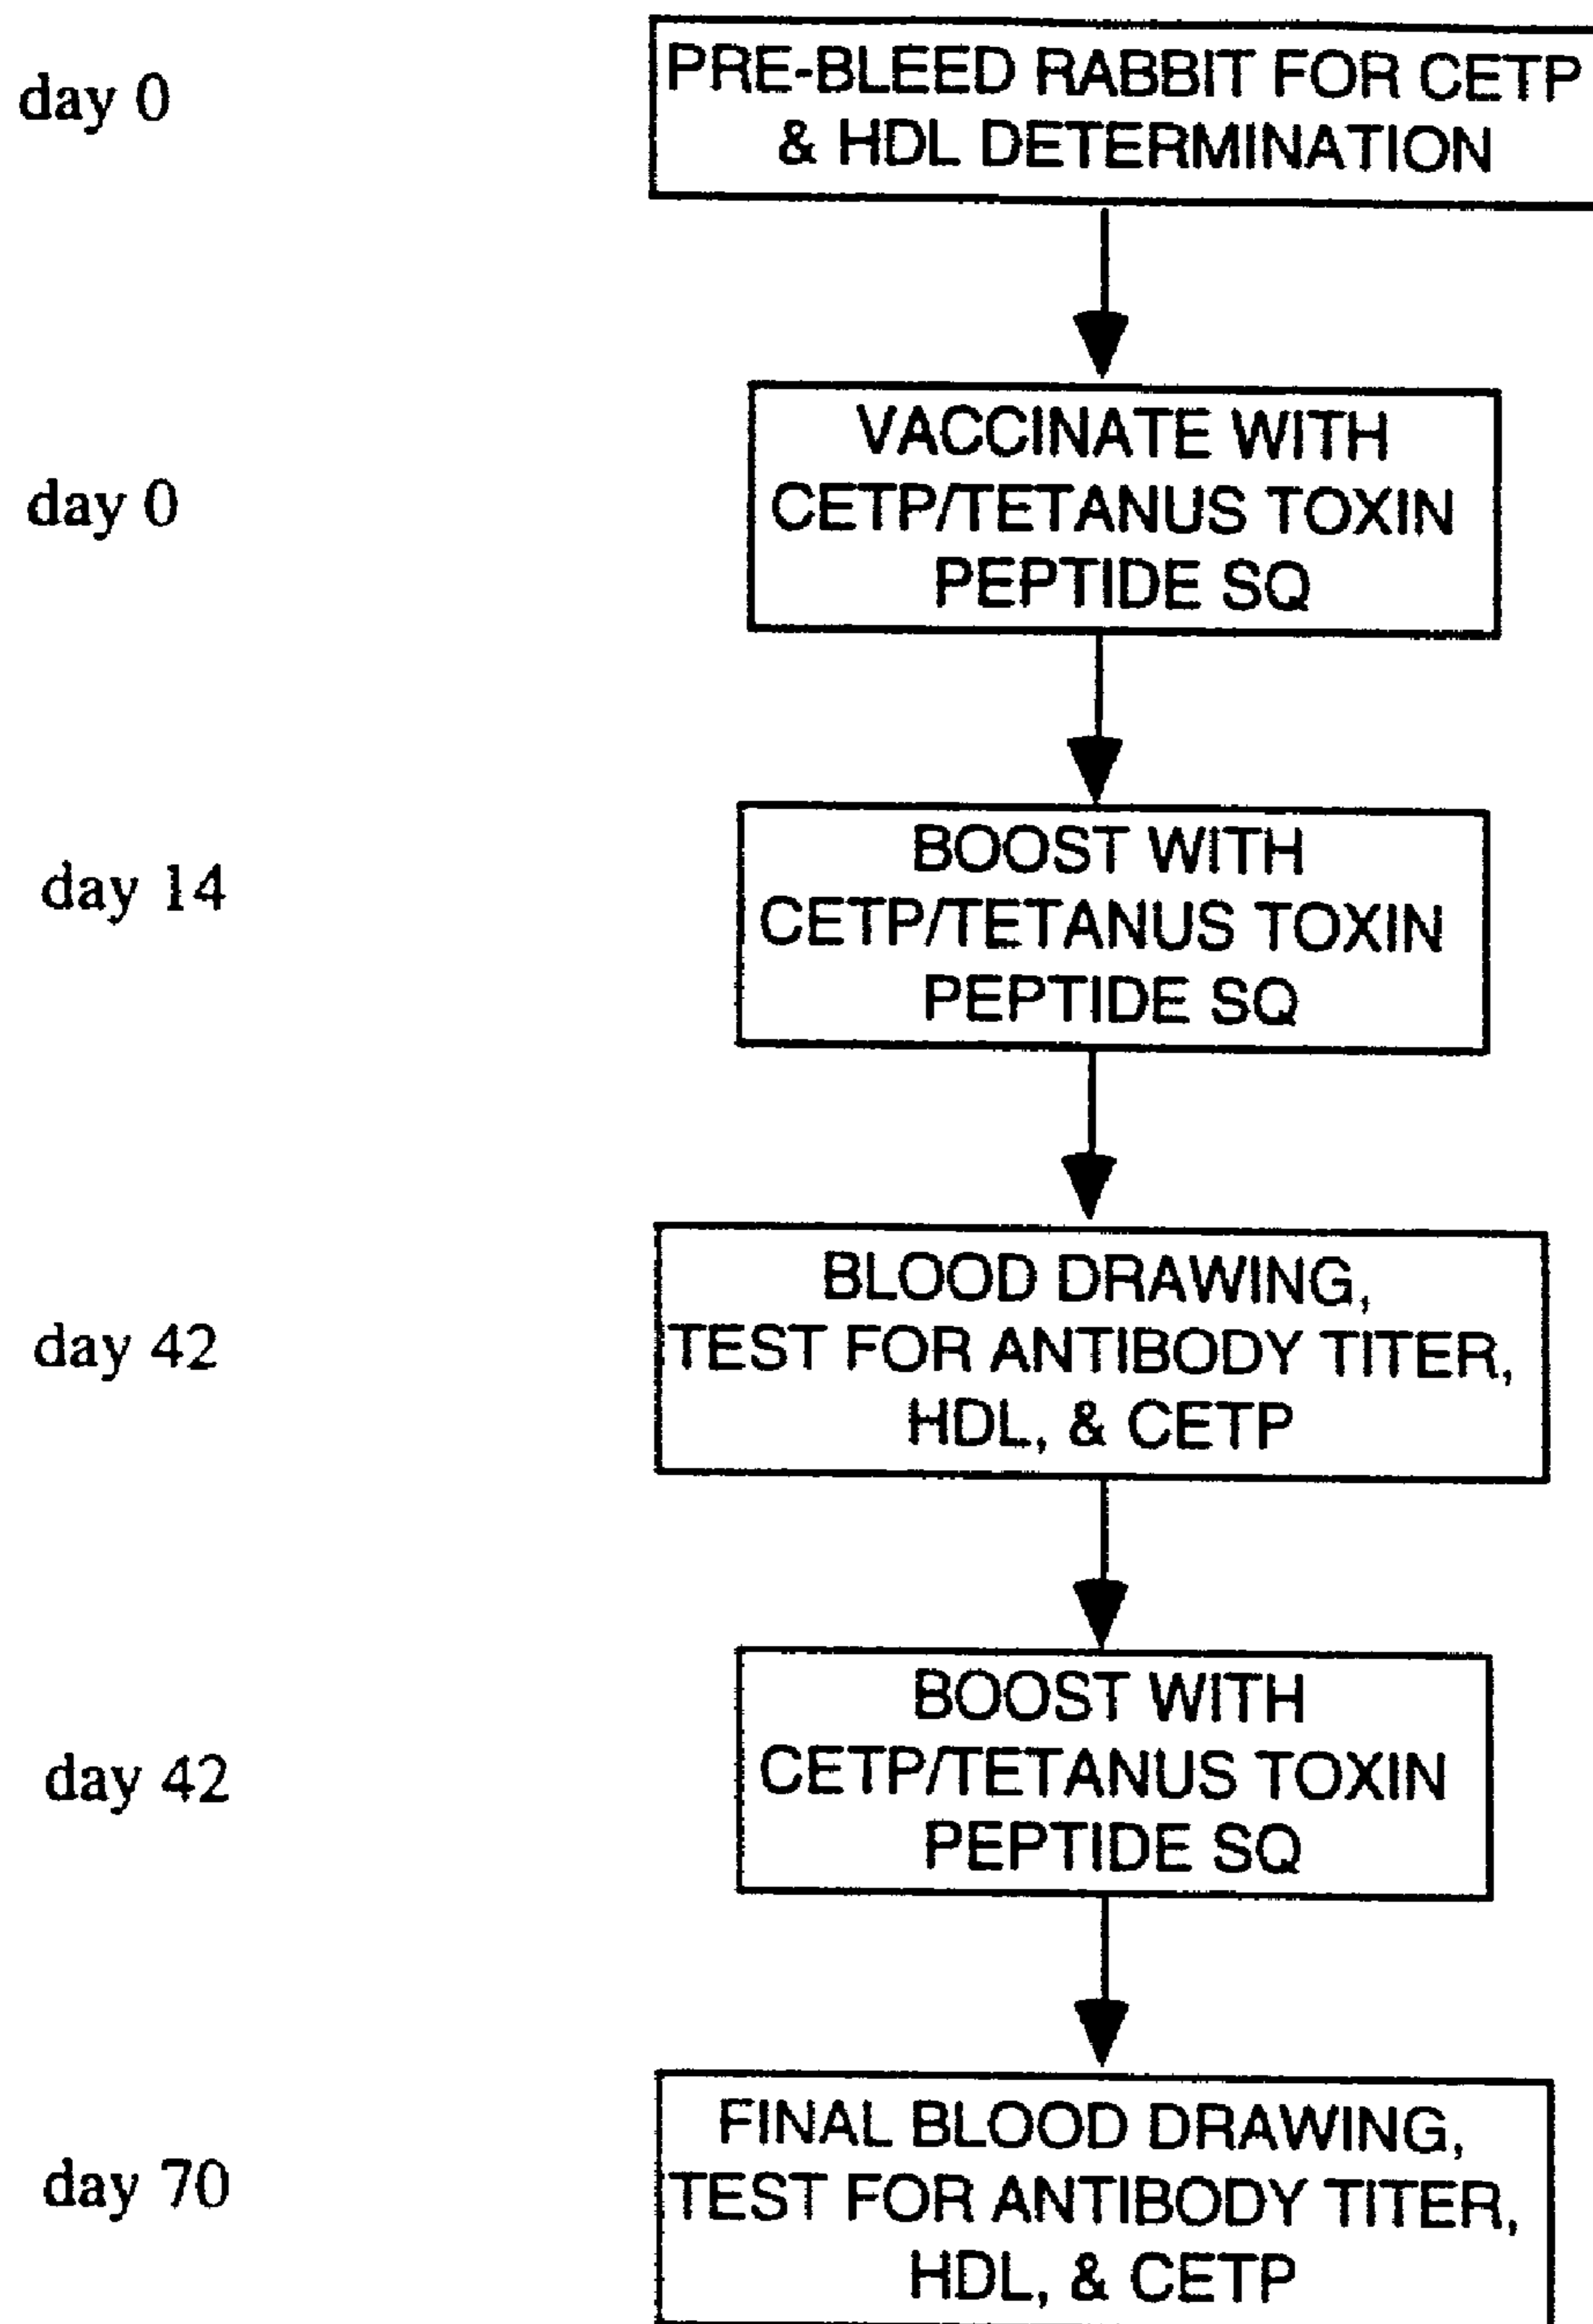 day 0
PRE-BLEED RABBIT FOR CETP
& HDL DETERMINATION
day 0
VACCINATE WITH
CETP/TETANUS TOXIN
PEPTIDE SQ
day 14
BOOST WITH
CETP/TETANUS TOXIN
PEPTIDE SQ
day 42
BLOOD DRAWING,
TEST FOR ANTIBODY TITER,
HDL, & CETP
day 42
BOOST WITH
CETP/TETANUS TOXIN
PEPTIDE SQ
day 70
FINAL BLOOD DRAWING,
TEST FOR ANTIBODY TITER,
HDL, & CETP